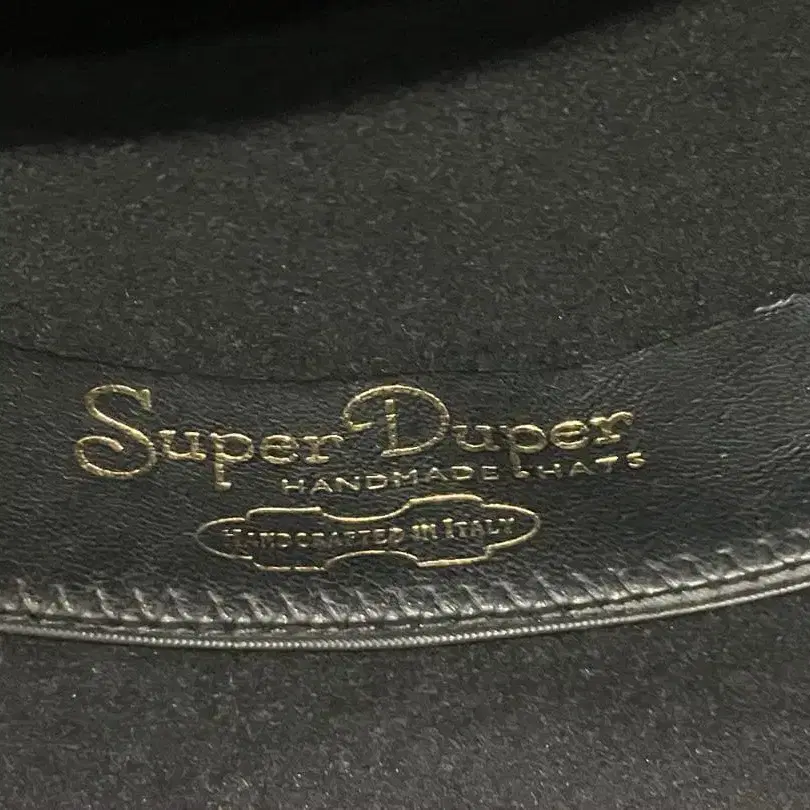 Super Duper
HANDMADE HATS
HANDCRAFTED IN ITALY